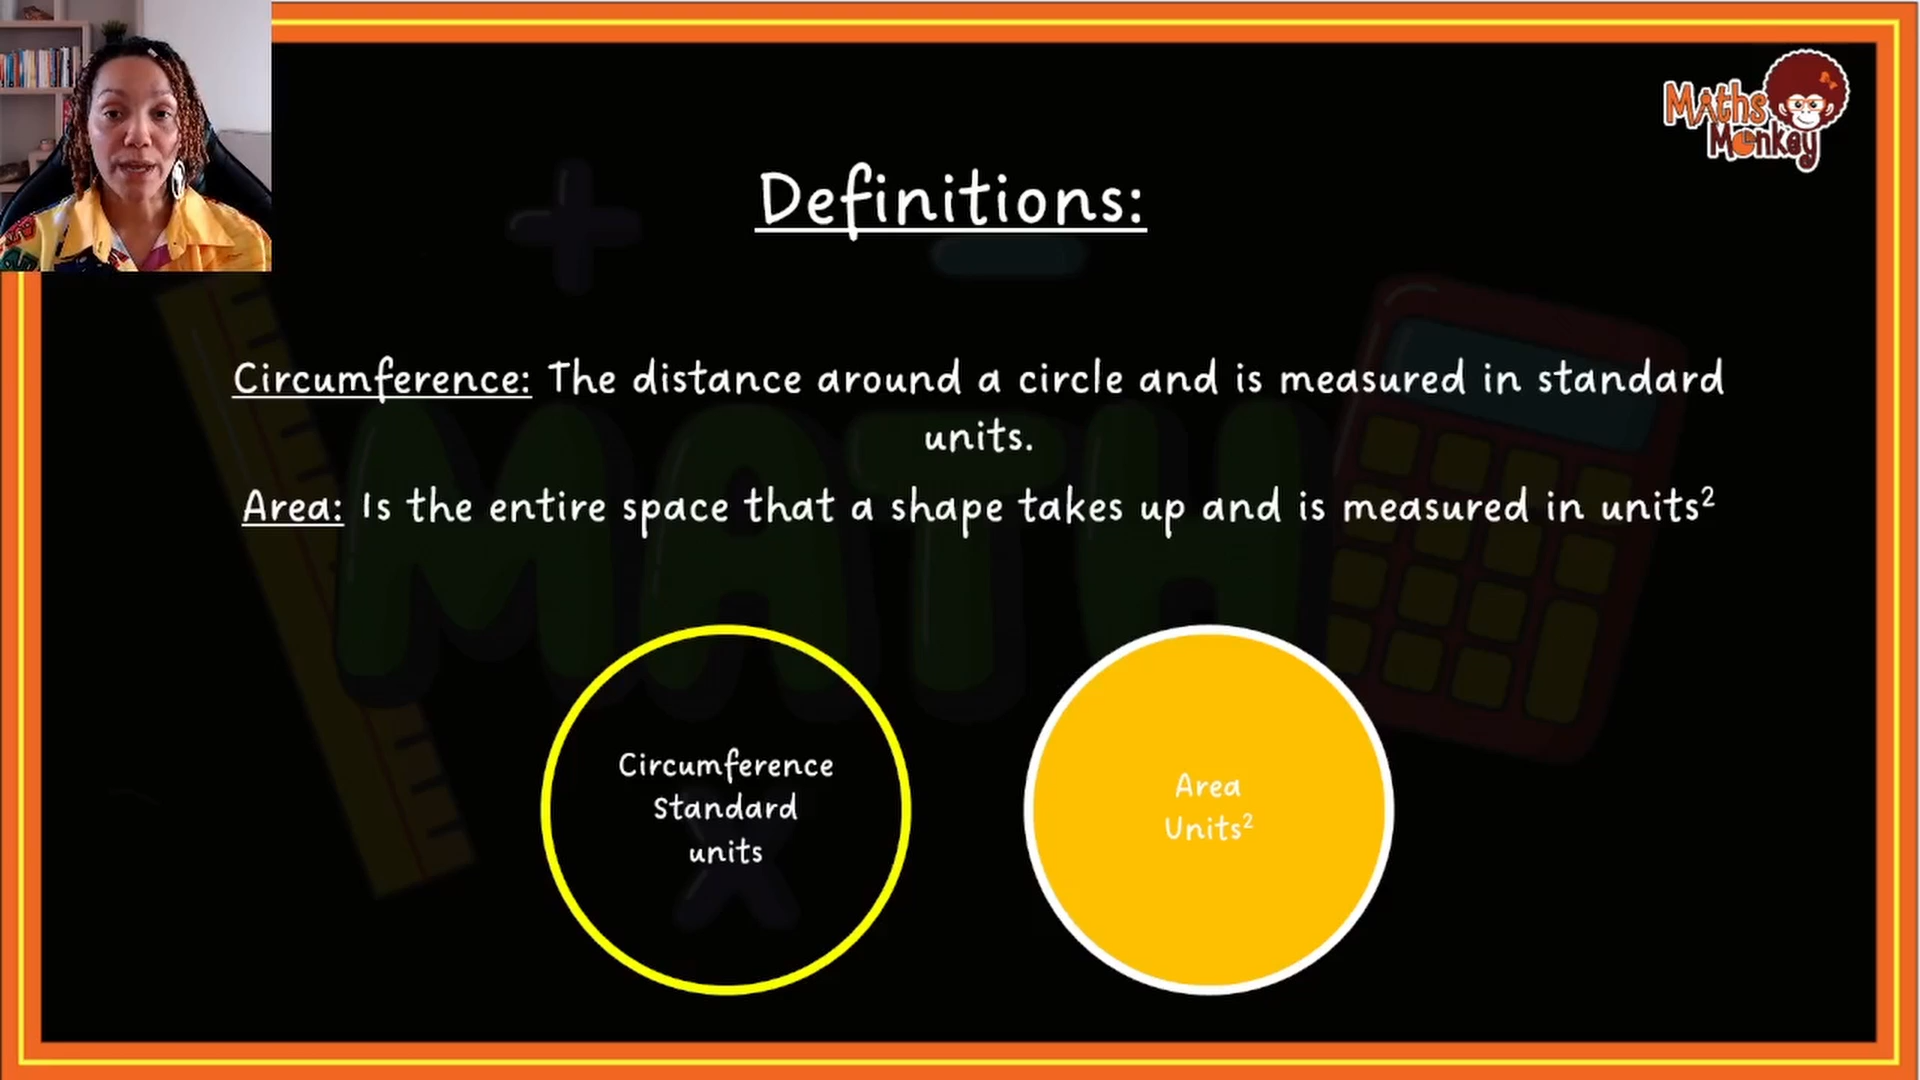 Maths
Monkey
Definitions:
Circumference: The distance around a circle and is measured in standard
units.
Area: Is the entire space that a shape takes up and is measured in units²
MATH
Circumference
Standard
units
Area
Units²